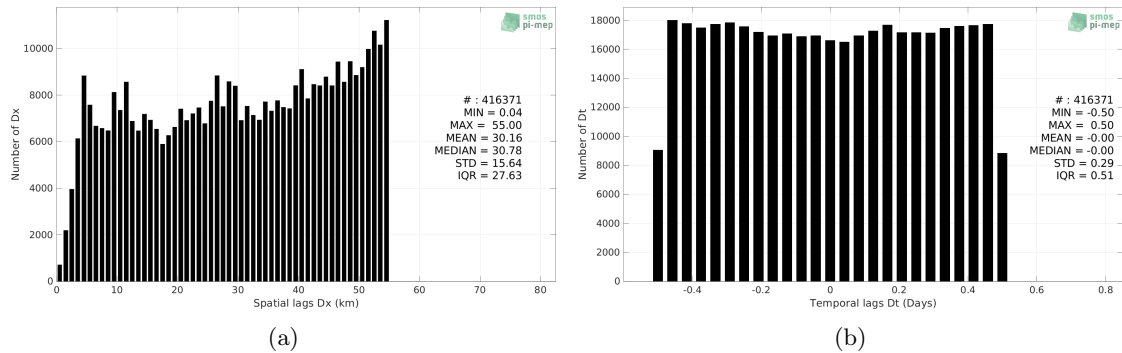 smos
pi-mep
10000
8000
6000
4000
2000
0
Number of Dx
# : 416371
MIN = 0.04
MAX = 55.00
MEAN = 30.16
MEDIAN = 30.78
STD = 15.64
IQR = 27.63
0 10 20 30 40 50 60 70 80
Spatial lags Dx (km)
(a)
smos
pi-mep
18000
16000
14000
12000
10000
8000
6000
4000
2000
0
Number of Dt
# : 416371
MIN = -0.50
MAX = 0.50
MEAN = -0.00
MEDIAN = -0.00
STD = 0.29
IQR = 0.51
-0.4 -0.2 0 0.2 0.4 0.6 0.8
Temporal lags Dt (Days)
(b)